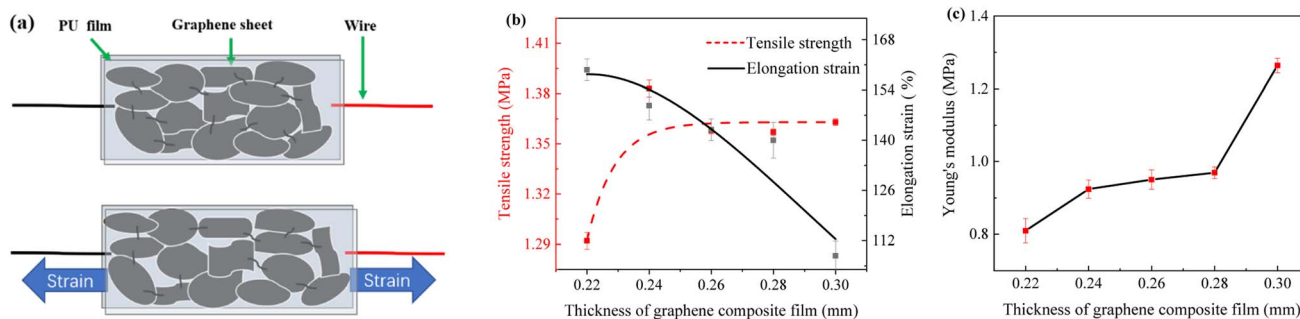 (a)
PU film
Graphene sheet
Wire
Strain
Strain
(b)
Tensile strength
Elongation strain
Tensile strength (MPa)
1.41
1.38
1.35
1.32
1.29
Elongation strain ( %)
168
154
140
126
112
0.22 0.24 0.26 0.28 0.30
Thickness of graphene composite film (mm)
(c)
Young's modulus (MPa)
1.4
1.2
1.0
0.8
0.22 0.24 0.26 0.28 0.30
Thickness of graphene composite film (mm)